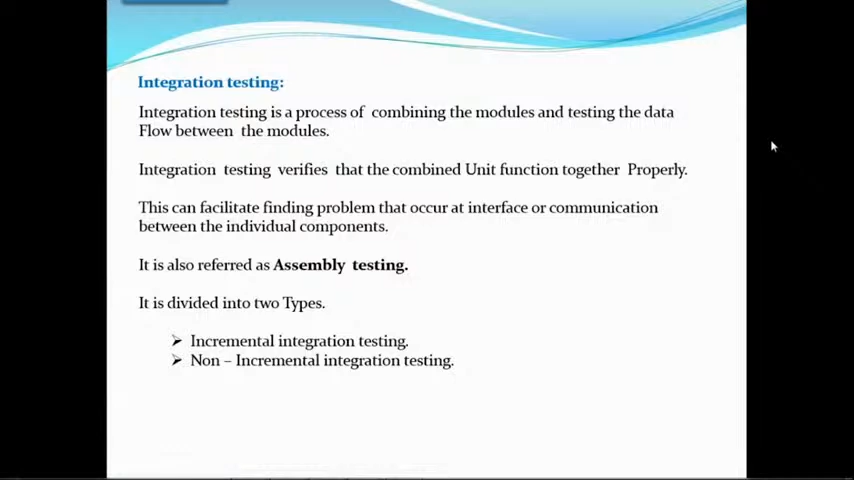 Integration testing:
Integration testing is a process of combining the modules and testing the data
Flow between the modules.
Integration testing verifies that the combined Unit function together Properly.
This can facilitate finding problem that occur at interface or communication
between the individual components.
It is also referred as Assembly testing.
It is divided into two Types.
➢ Incremental integration testing.
➢ Non – Incremental integration testing.